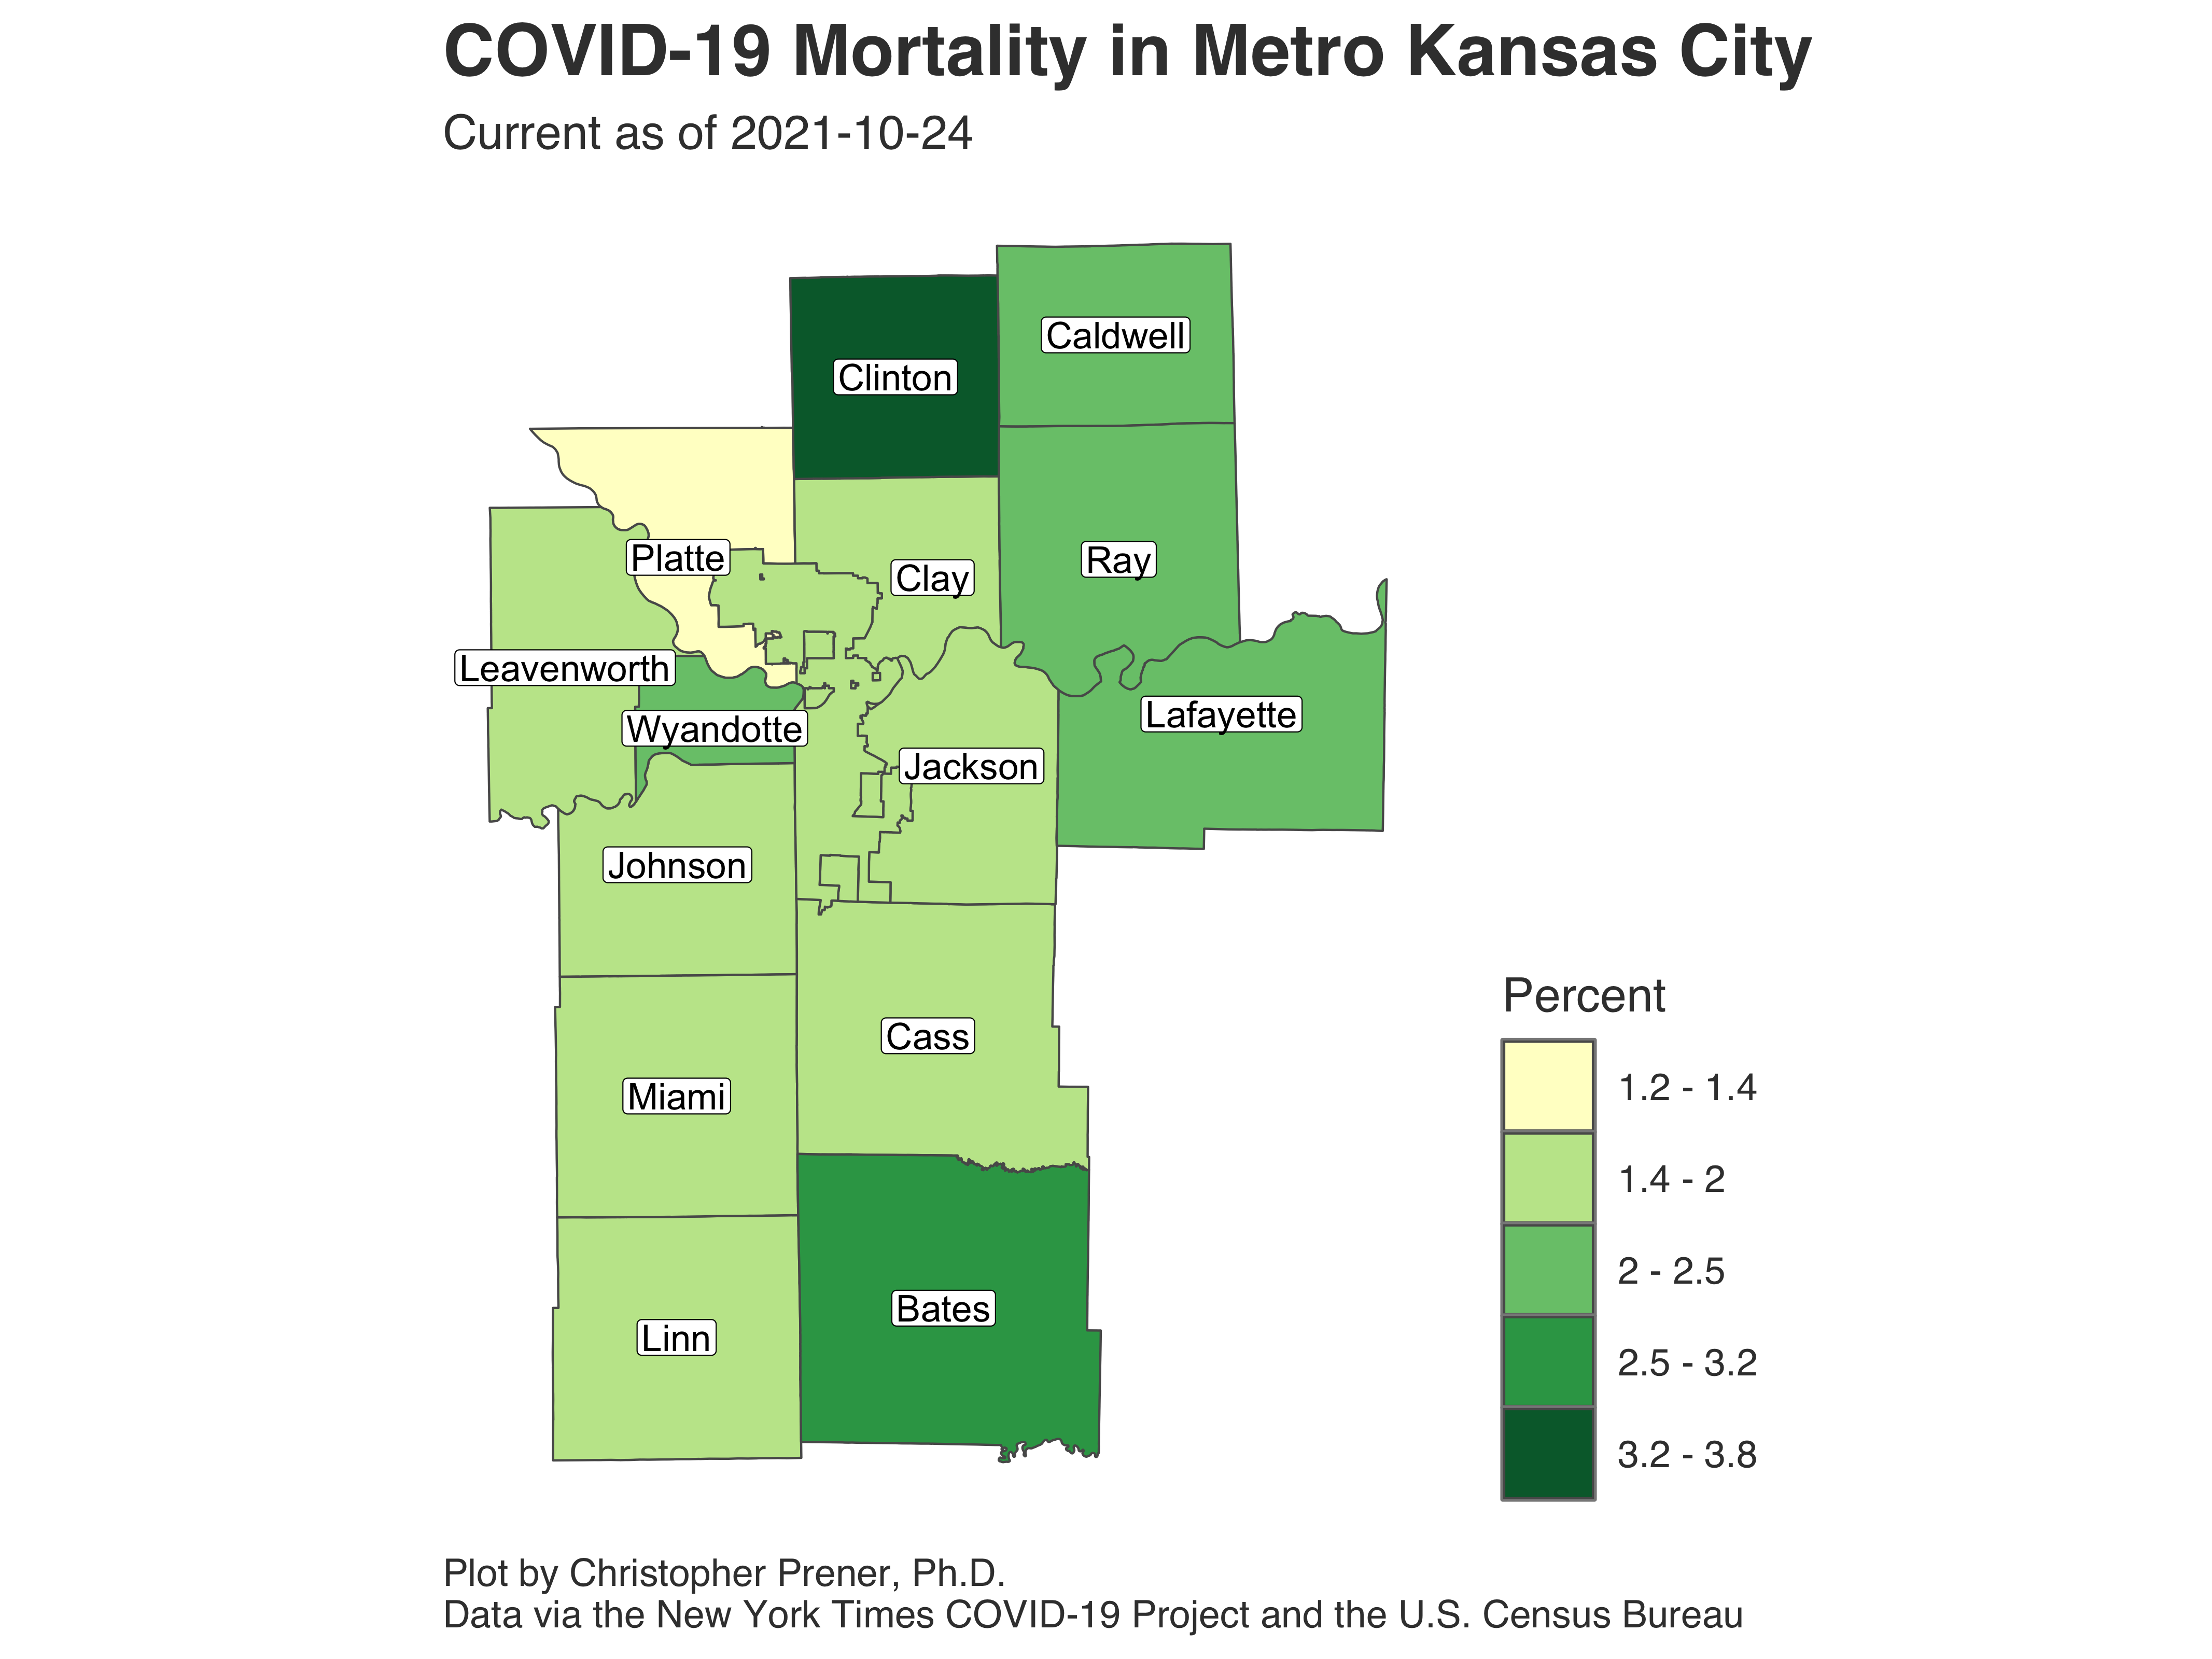 COVID-19 Mortality in Metro Kansas City
Current as of 2021-10-24
Caldwell
Clinton
Platte
Clay
Ray
Leavenworth
Wyandotte
Lafayette
Jackson
Johnson
Cass
Miami
Bates
Linn
Percent
1.2 - 1.4
1.4 - 2
2 - 2.5
2.5 - 3.2
3.2 - 3.8
Plot by Christopher Prener, Ph.D.
Data via the New York Times COVID-19 Project and the U.S. Census Bureau